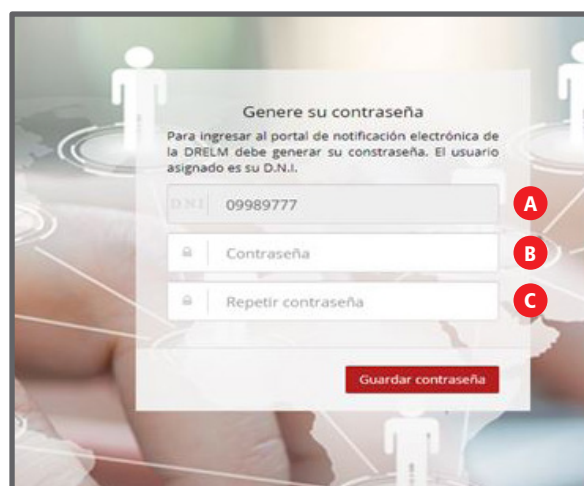 Genere su contraseña
Para ingresar al portal de notificación electrónica de
la DRELM debe generar su constraseña. El usuario
asignado es su D.N.I.
DNI 09989777 A
Contraseña B
Repetir contraseña C
Guardar contraseña